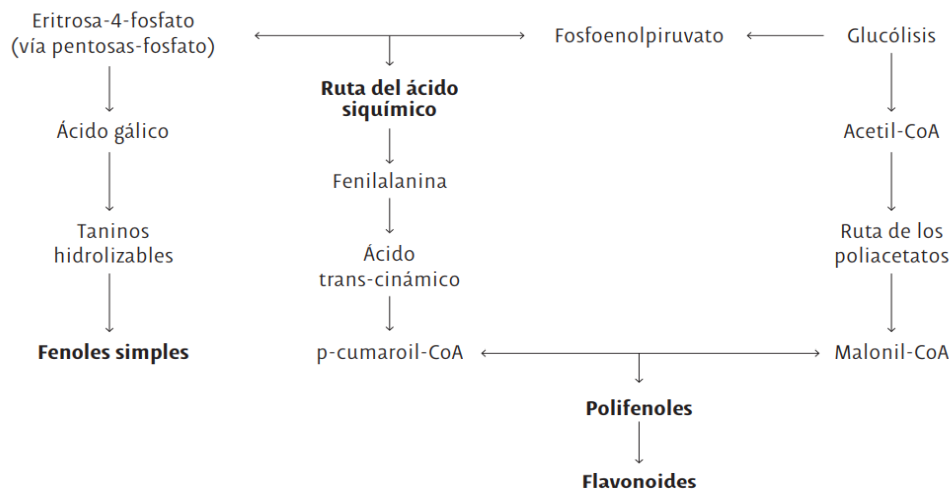 Eritrosa-4-fosfato
(vía pentosas-fosfato)
Fosfoenolpiruvato
Glucólisis
Ruta del ácido
siquímico
Ácido gálico
Acetil-CoA
Fenilalanina
Taninos
hidrolizables
Ácido
trans-cinámico
Ruta de los
poliacetatos
Fenoles simples
p-cumaroil-CoA
Malonil-CoA
Polifenoles
Flavonoides